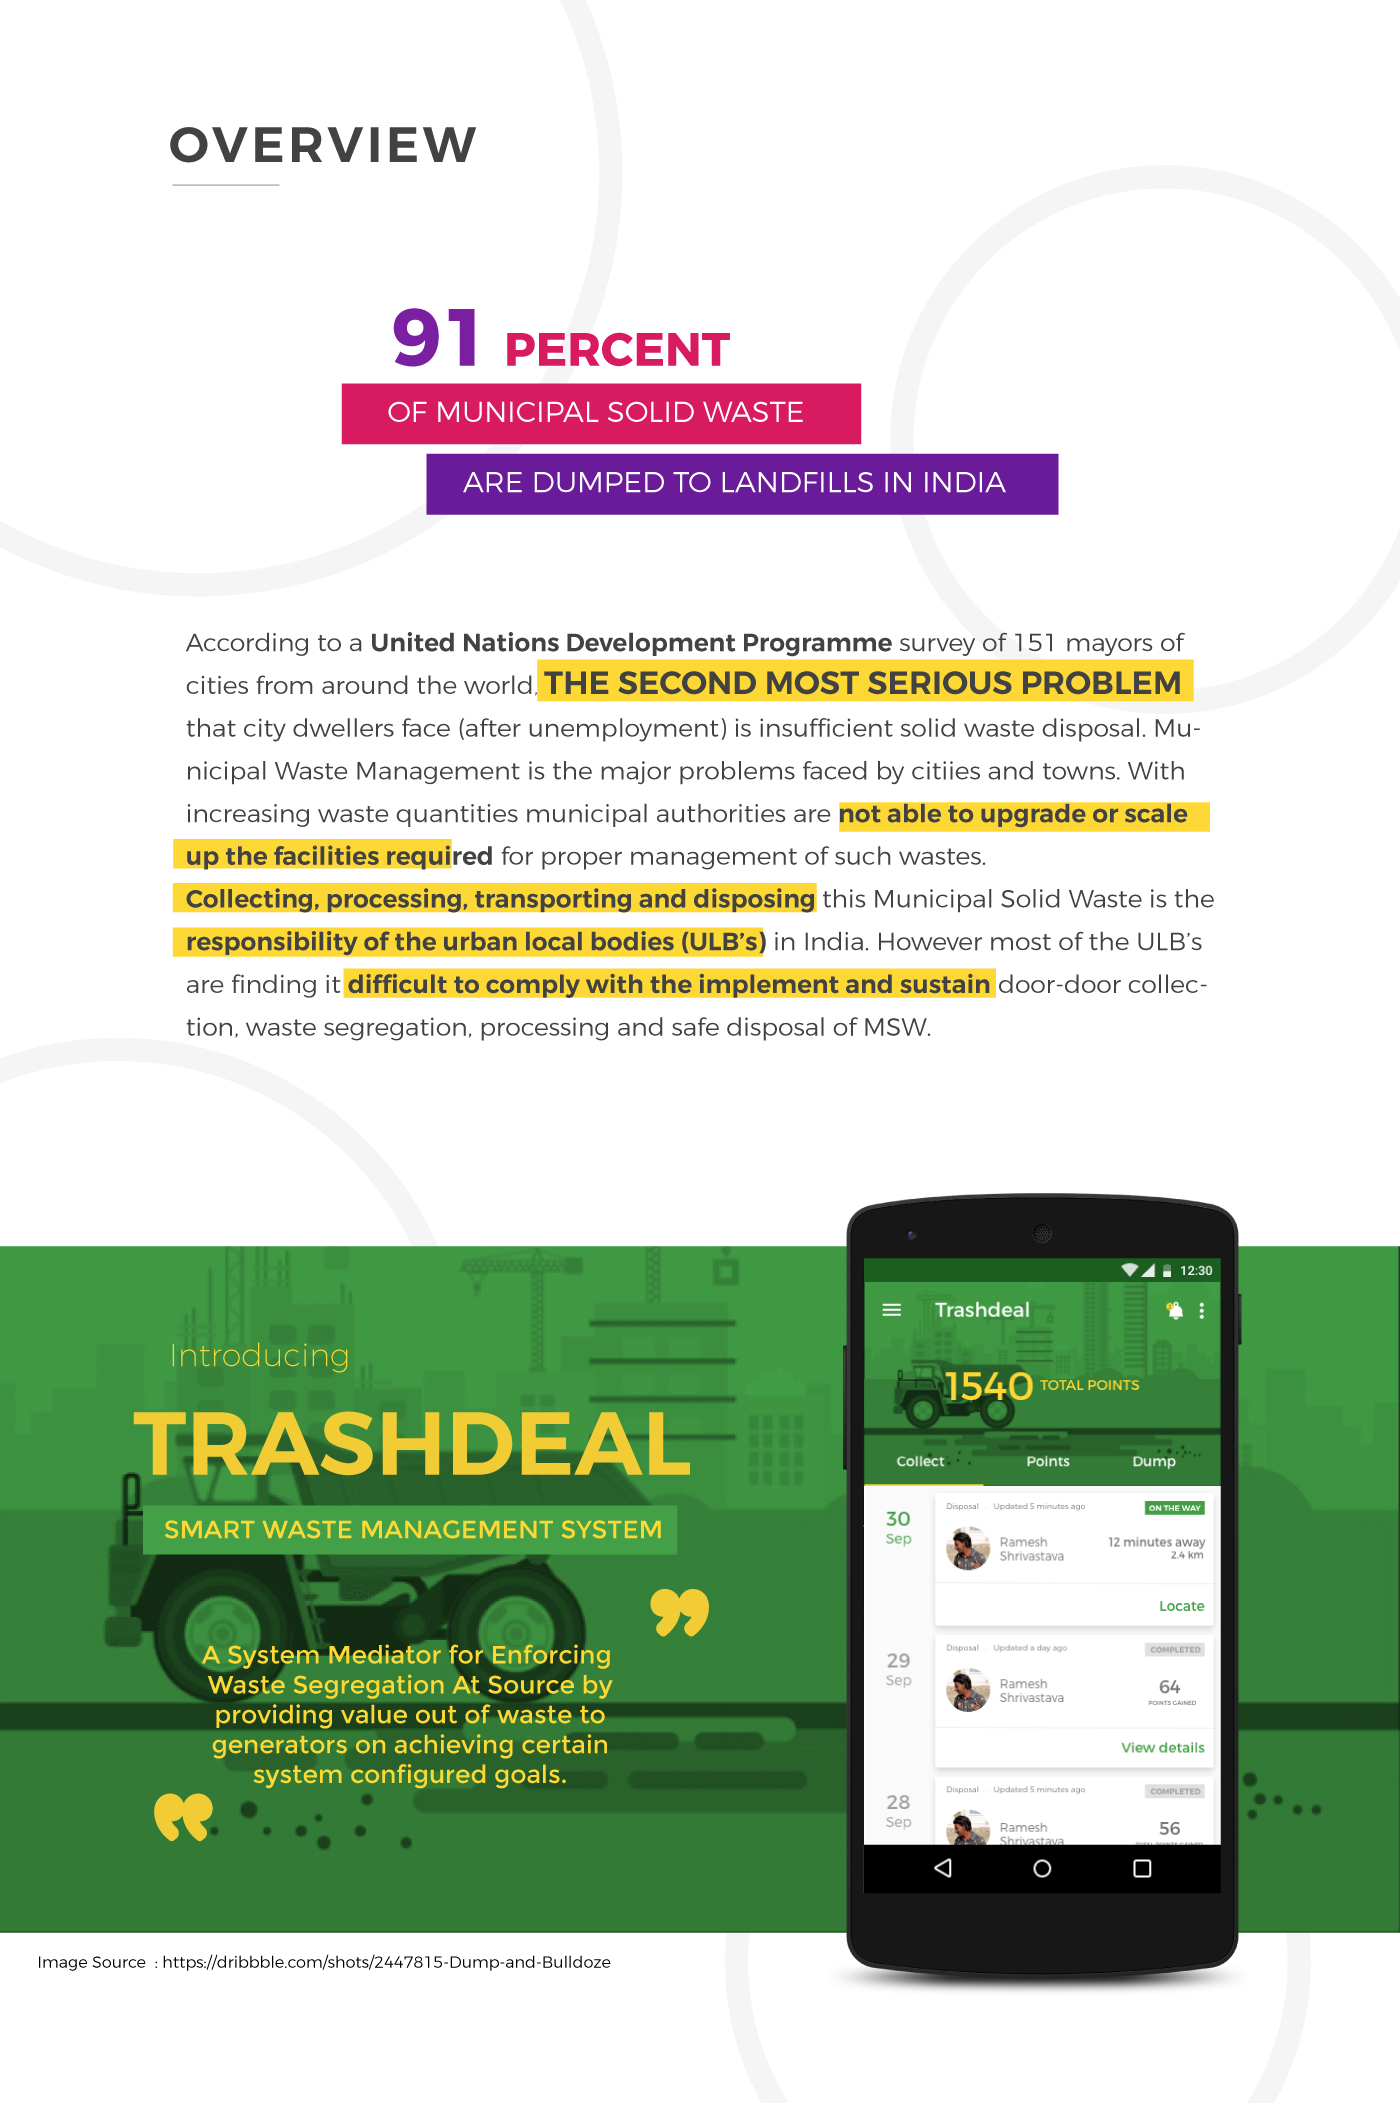 OVERVIEW
91 PERCENT
OF MUNICIPAL SOLID WASTE
ARE DUMPED TO LANDFILLS IN INDIA
According to a United Nations Development Programme survey of 151 mayors of
cities from around the world, THE SECOND MOST SERIOUS PROBLEM
that city dwellers face (after unemployment) is insufficient solid waste disposal. Mu-
nicipal Waste Management is the major problems faced by citiies and towns. With
increasing waste quantities municipal authorities are not able to upgrade or scale
up the facilities required for proper management of such wastes.
Collecting, processing, transporting and disposing this Municipal Solid Waste is the
responsibility of the urban local bodies (ULB's) in India. However most of the ULB's
are finding it difficult to comply with the implement and sustain door-door collec-
tion, waste segregation, processing and safe disposal of MSW.
Introducing
TRASHDEAL
SMART WASTE MANAGEMENT SYSTEM
”
A System Mediator for Enforcing
Waste Segregation At Source by
providing value out of waste to
generators on achieving certain
system configured goals.
“
12:30
Trashdeal
1540 TOTAL POINTS
Collect Points Dump
30
Sep
Disposal . Updated 5 minutes ago
ON THE WAY
Ramesh
Shrivastava
12 minutes away
2.4 km
Locate
29
Sep
Disposal . Updated a day ago
COMPLETED
Ramesh
Shrivastava
64
POINTS GAINED
View details
28
Sep
Disposal . Updated 5 minutes ago
COMPLETED
Ramesh
Shrivastava
56
Image Source : https://dribbble.com/shots/2447815-Dump-and-Bulldoze